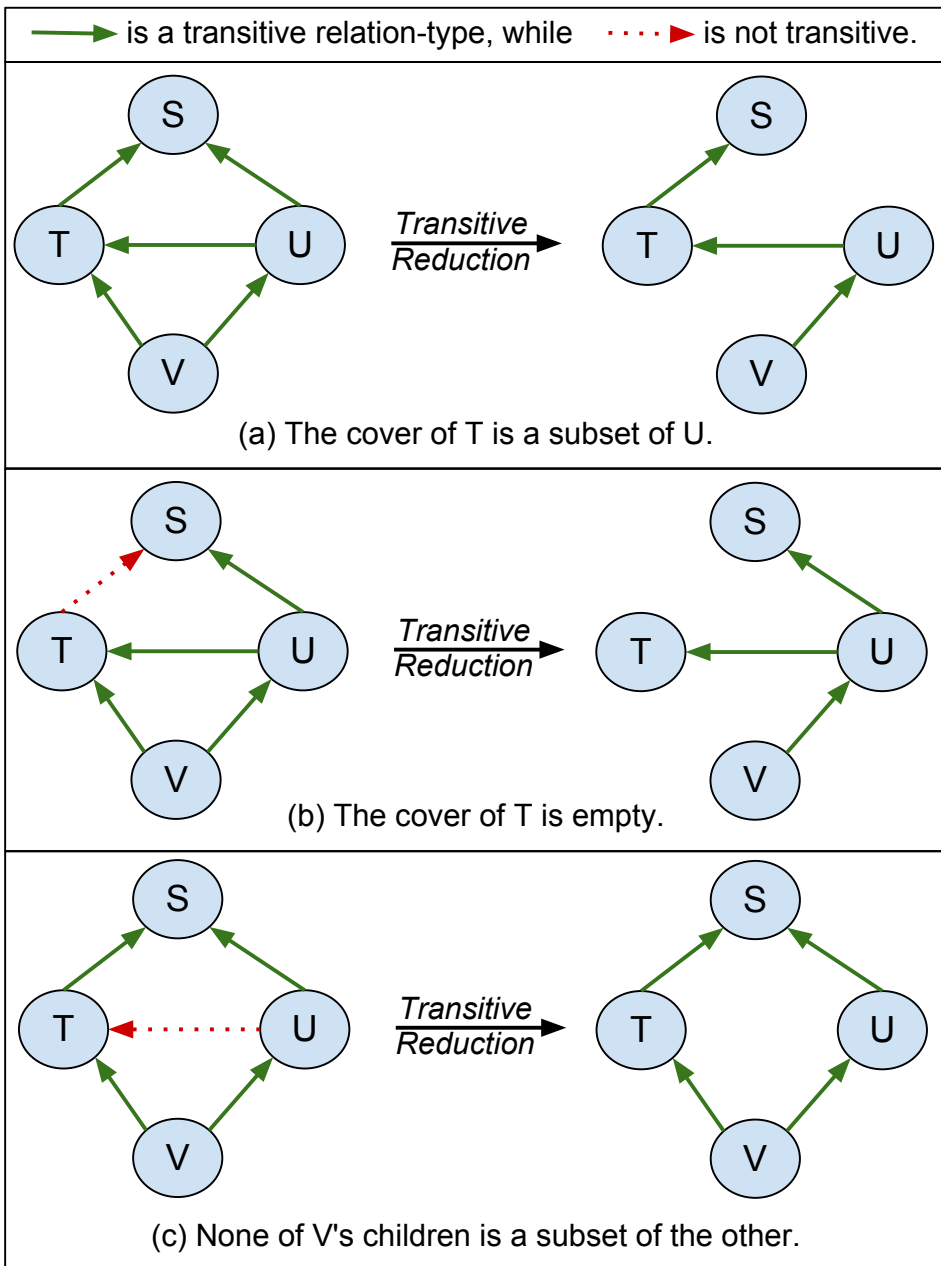 is a transitive relation-type, while is not transitive.
S
S
T
U
Transitive
Reduction
T
U
V
V
(a) The cover of T is a subset of U.
S
S
T
U
Transitive
Reduction
T
U
V
V
(b) The cover of T is empty.
S
S
T
U
Transitive
Reduction
T
U
V
V
(c) None of V's children is a subset of the other.